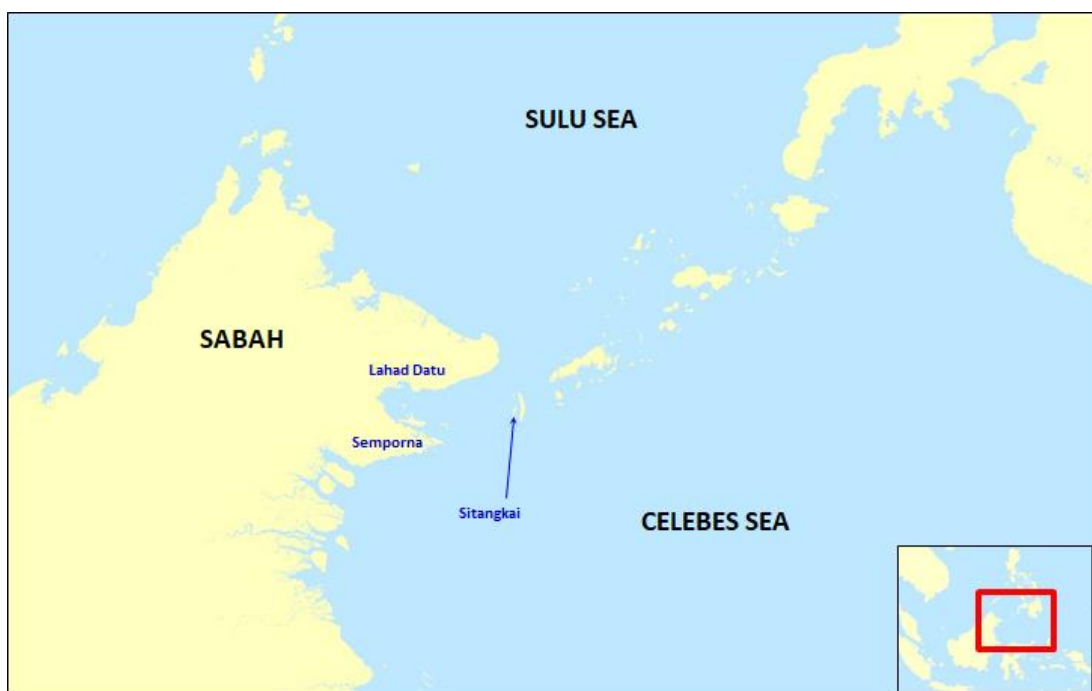 SULU SEA
SABAH
Lahad Datu
Semporna
Sitangkai
CELEBES SEA